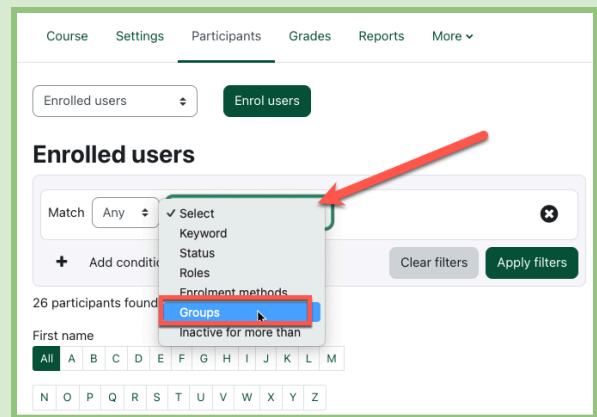 Course Settings Participants Grades Reports More
Enrolled users Enrol users
Enrolled users
Match Any Select
Keyword
Status
Roles
Add conditio Clear filters Apply filters
Enrolment methods
26 participants found
Groups
Inactive for more than
First name
All A B C D E F G H I J K L M
N O P Q R S T U V W X Y Z